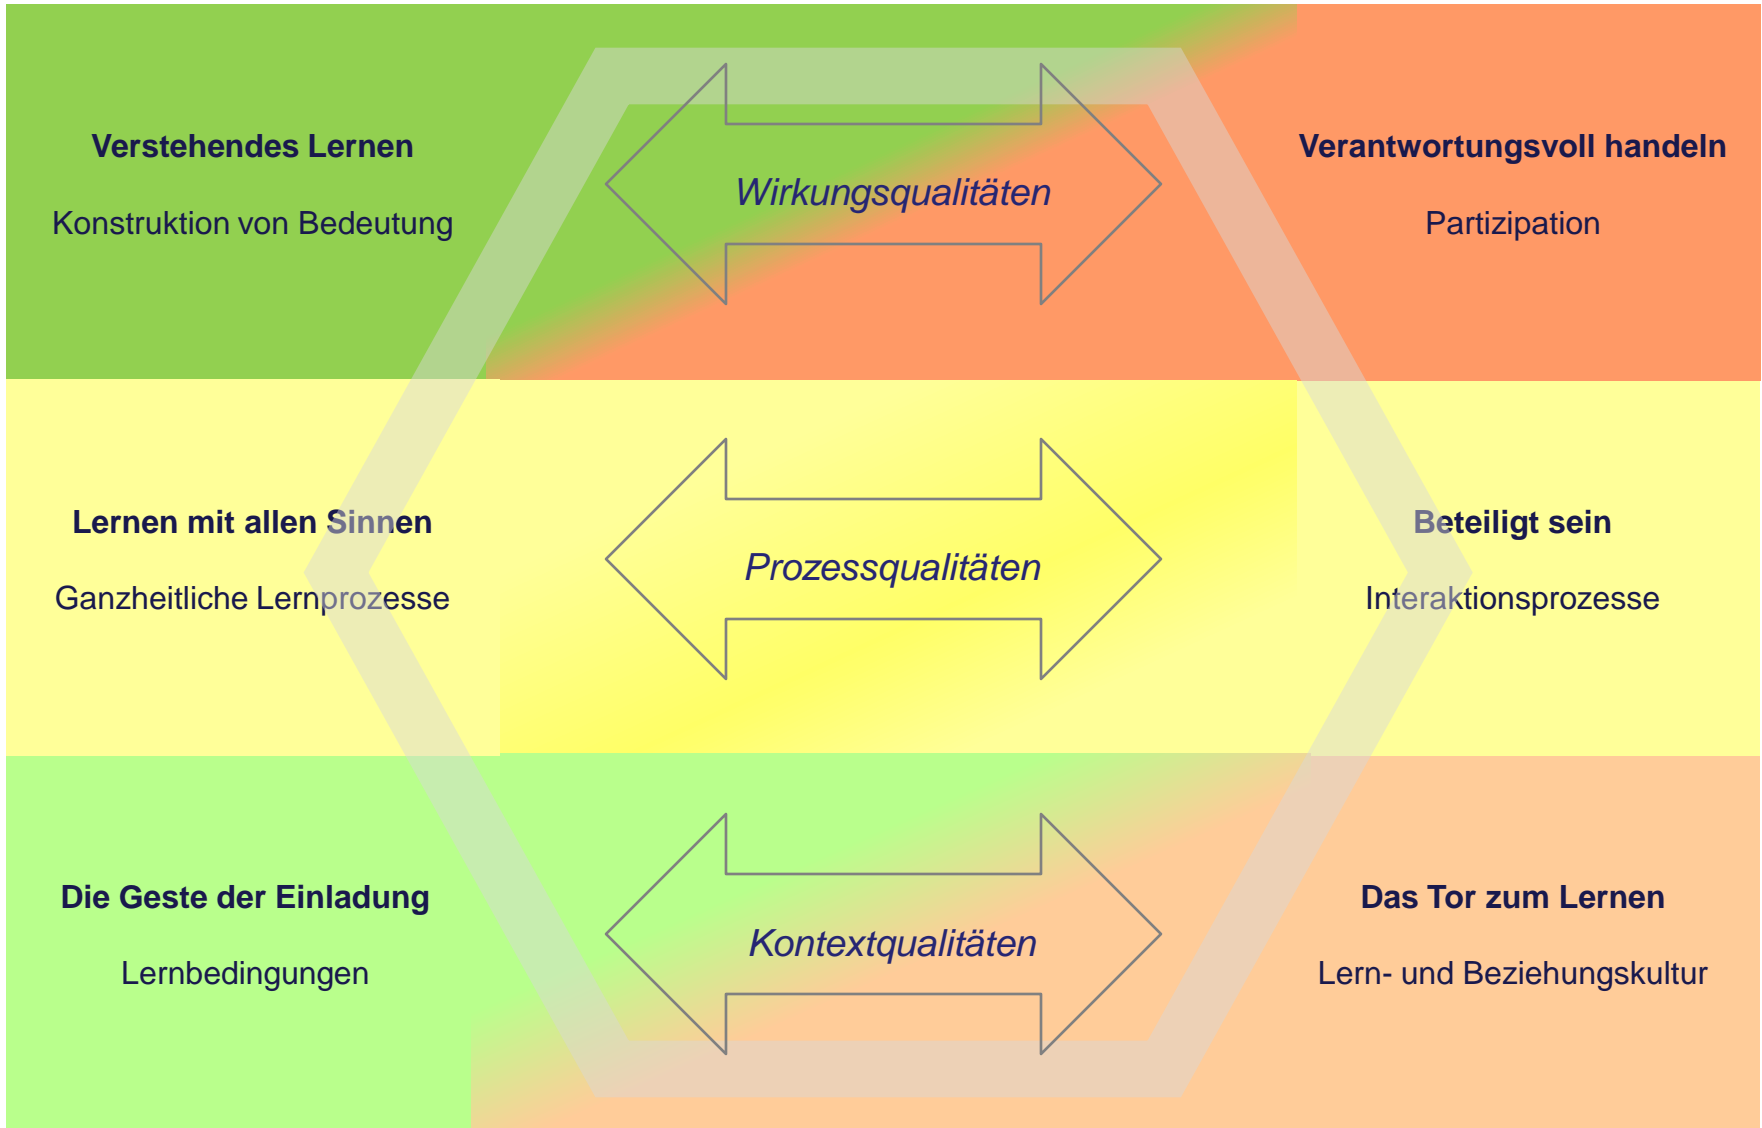 Verstehendes Lernen
Konstruktion von Bedeutung
Wirkungsqualitäten
Verantwortungsvoll handeln
Partizipation
Lernen mit allen Sinnen
Ganzheitliche Lernprozesse
Prozessqualitäten
Beteiligt sein
Interaktionsprozesse
Die Geste der Einladung
Lernbedingungen
Kontextqualitäten
Das Tor zum Lernen
Lern- und Beziehungskultur